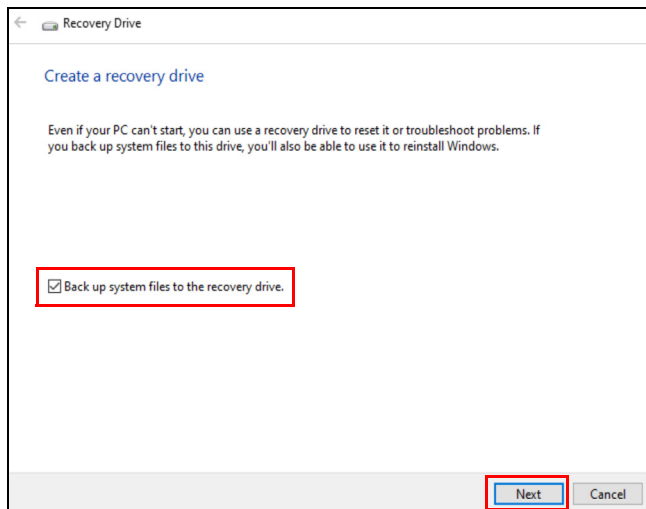 Recovery Drive
Create a recovery drive
Even if your PC can't start, you can use a recovery drive to reset it or troubleshoot problems. If
you back up system files to this drive, you'll also be able to use it to reinstall Windows.
Back up system files to the recovery drive.
Next Cancel